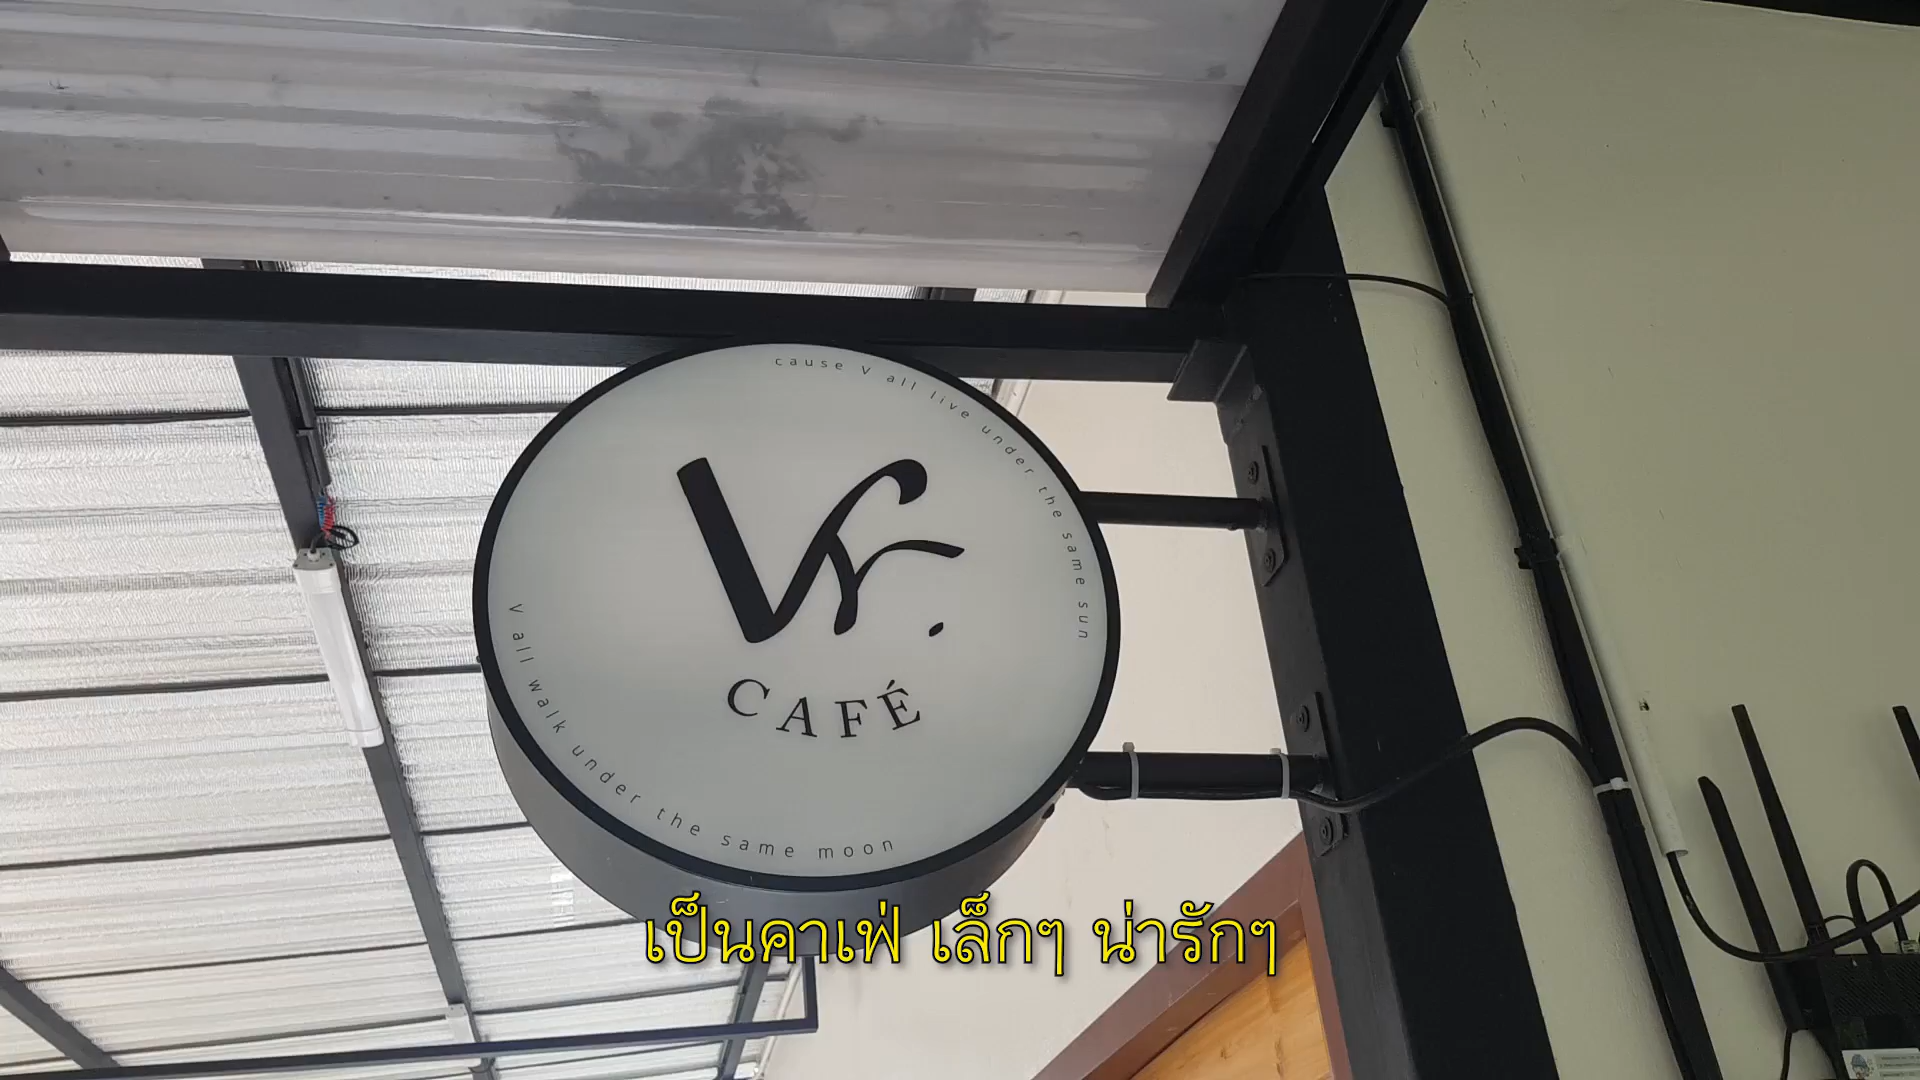 cause V all live under the same sun
CAFÉ
V all walk under the same moon
เป็นคาเฟ่ เล็กๆ น่ารักๆ